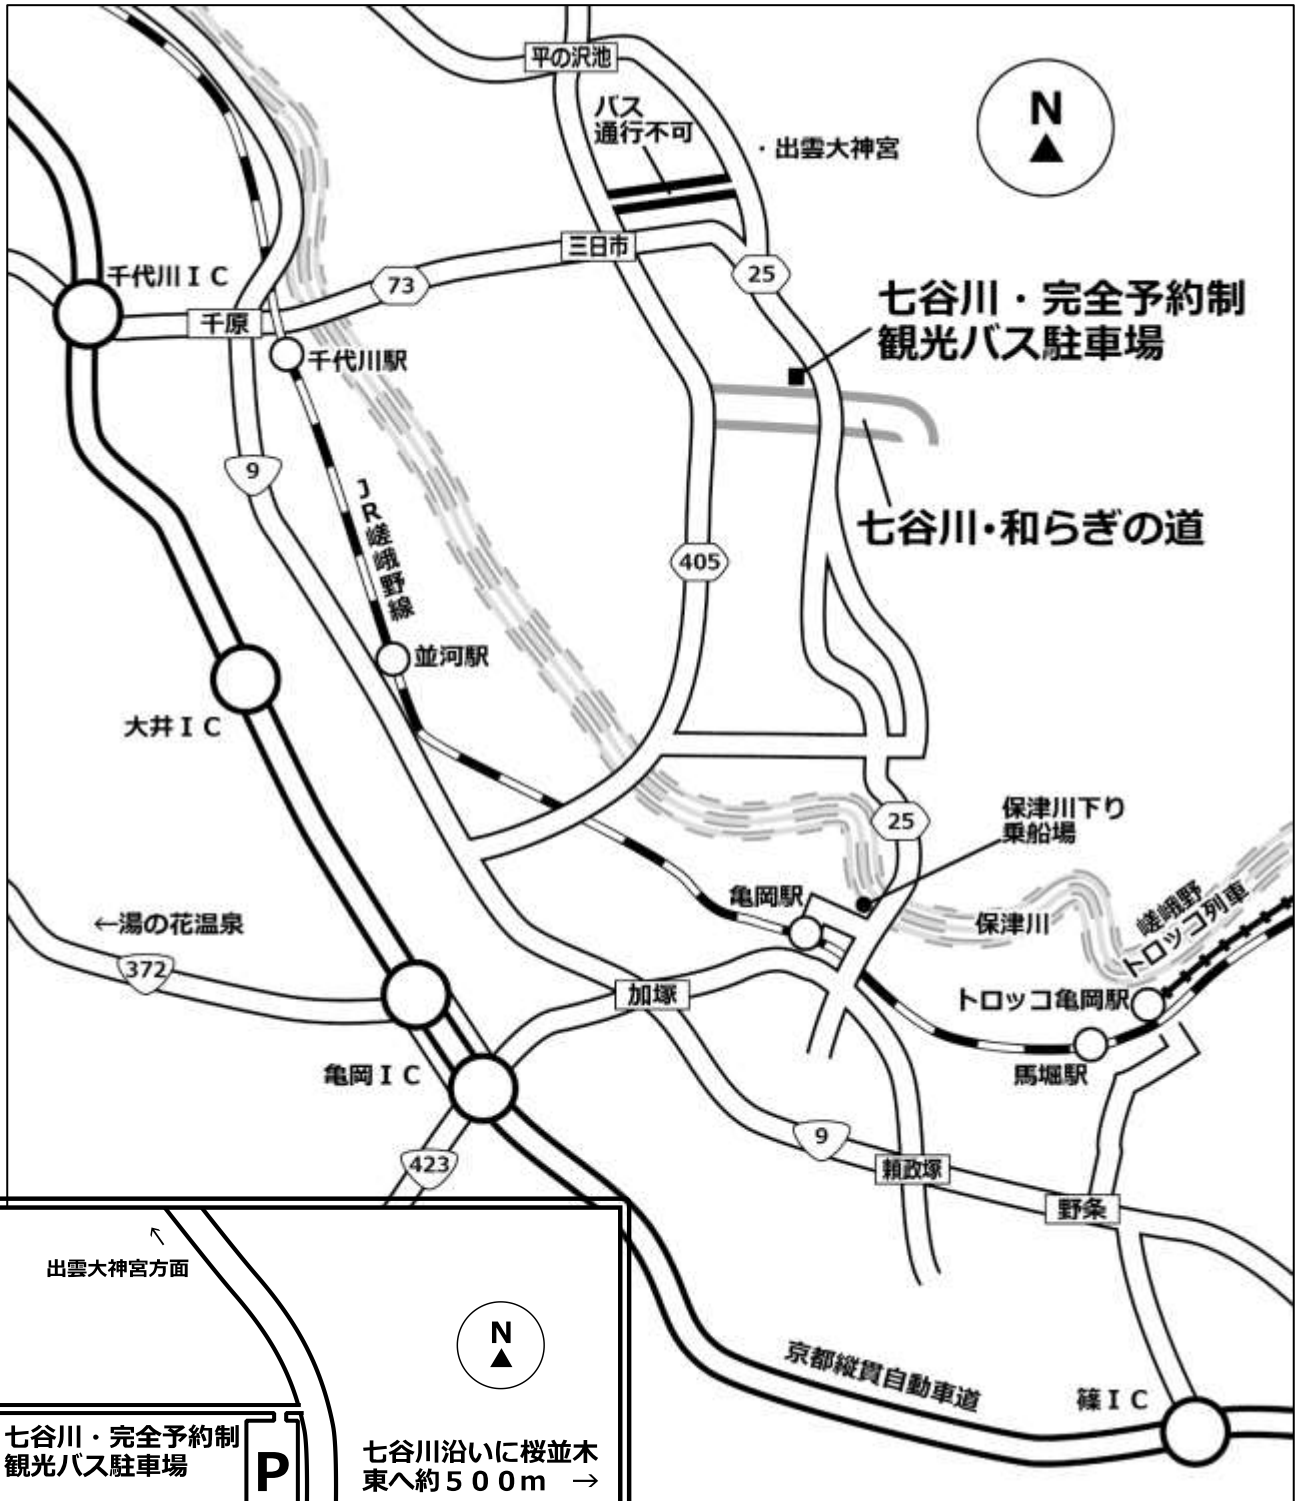 平の沢池
バス
通行不可
・出雲大神宮
N
三日市
25
73
千代川ＩＣ
千原
千代川駅
七谷川・完全予約制
観光バス駐車場
9
JR嵯峨野線
七谷川・和らぎの道
405
並河駅
大井ＩＣ
25
保津川下り
乗船場
亀岡駅
保津川
嵯峨野
トロッコ列車
←湯の花温泉
372
加塚
トロッコ亀岡駅
馬堀駅
亀岡ＩＣ
423
9
頼政塚
野条
京都縦貫自動車道
篠ＩＣ
↑
出雲大神宮方面
N
七谷川・完全予約制
観光バス駐車場
P
七谷川沿いに桜並木
東へ約５００ｍ →